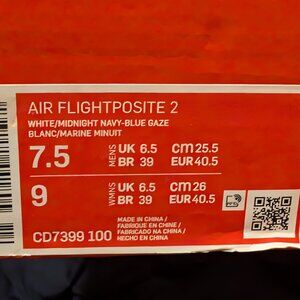 AIR FLIGHTPOSITE 2
WHITE/MIDNIGHT NAVY-BLUE GAZE
BLANC/MARINE MINUIT
7.5 MENS UK 6.5 CM 25.5
BR 39 EUR 40.5
9 WMNS UK 6.5 CM 26
BR 39 EUR 40.5
MADE IN CHINA /
FABRIQUE EN CHINE /
FABRICADO NA CHINA /
CD7399 100 HECHO EN CHINA